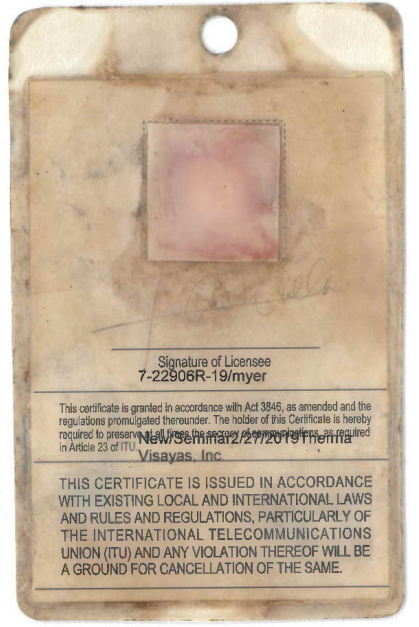 Signature of Licensee
7-22906R-19/myer
This certificate is granted in accordance with Act 3846, as amended and the
regulations promulgated thereunder. The holder of this Certificate is hereby
required to preserve at all times the secrecy of communications, as required
in Article 23 of ITU.
New/Seminar2/27/2019Thenna
Visayas, Inc
THIS CERTIFICATE IS ISSUED IN ACCORDANCE
WITH EXISTING LOCAL AND INTERNATIONAL LAWS
AND RULES AND REGULATIONS, PARTICULARLY OF
THE INTERNATIONAL TELECOMMUNICATIONS
UNION (ITU) AND ANY VIOLATION THEREOF WILL BE
A GROUND FOR CANCELLATION OF THE SAME.